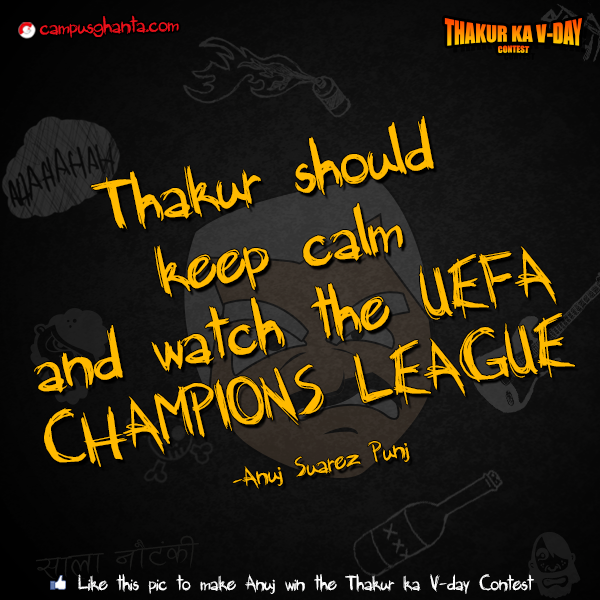 campusghanta.com
THAKUR KA V-DAY
CONTEST
AHAHAHAH
Thakur should
keep calm
and watch the UEFA
CHAMPIONS LEAGUE
-Anuj Suarez Punj
साला नौटंकी
Like this pic to make Anuj win the Thakur ka V-day Contest